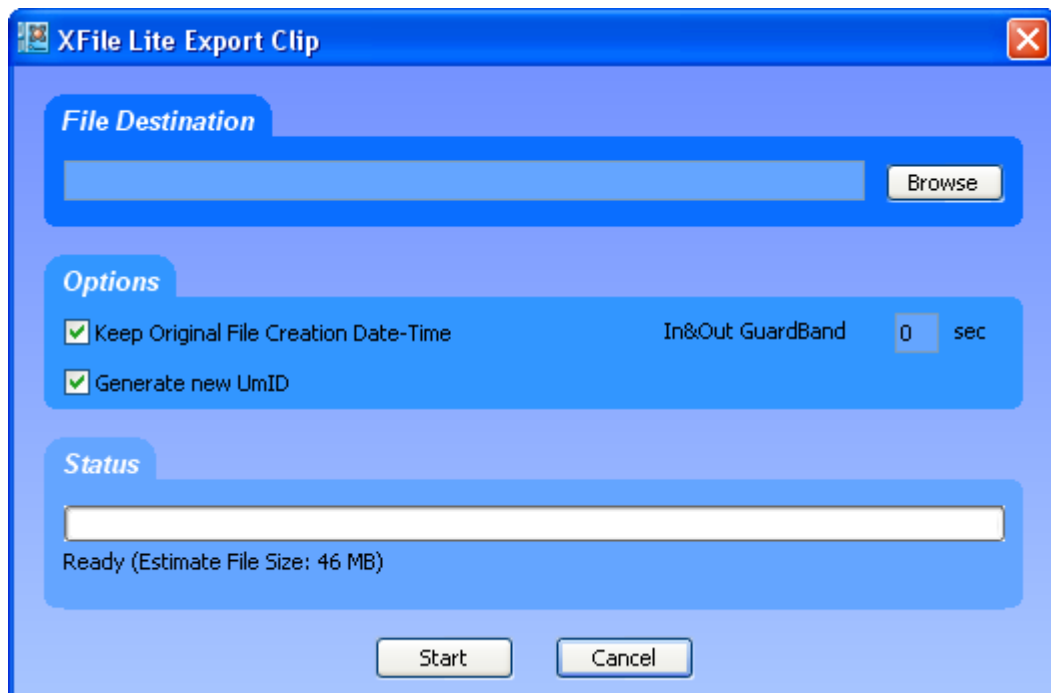 XFile Lite Export Clip
File Destination
Browse
Options
Keep Original File Creation Date-Time
In&Out GuardBand 0 sec
Generate new UmID
Status
Ready (Estimate File Size: 46 MB)
Start
Cancel